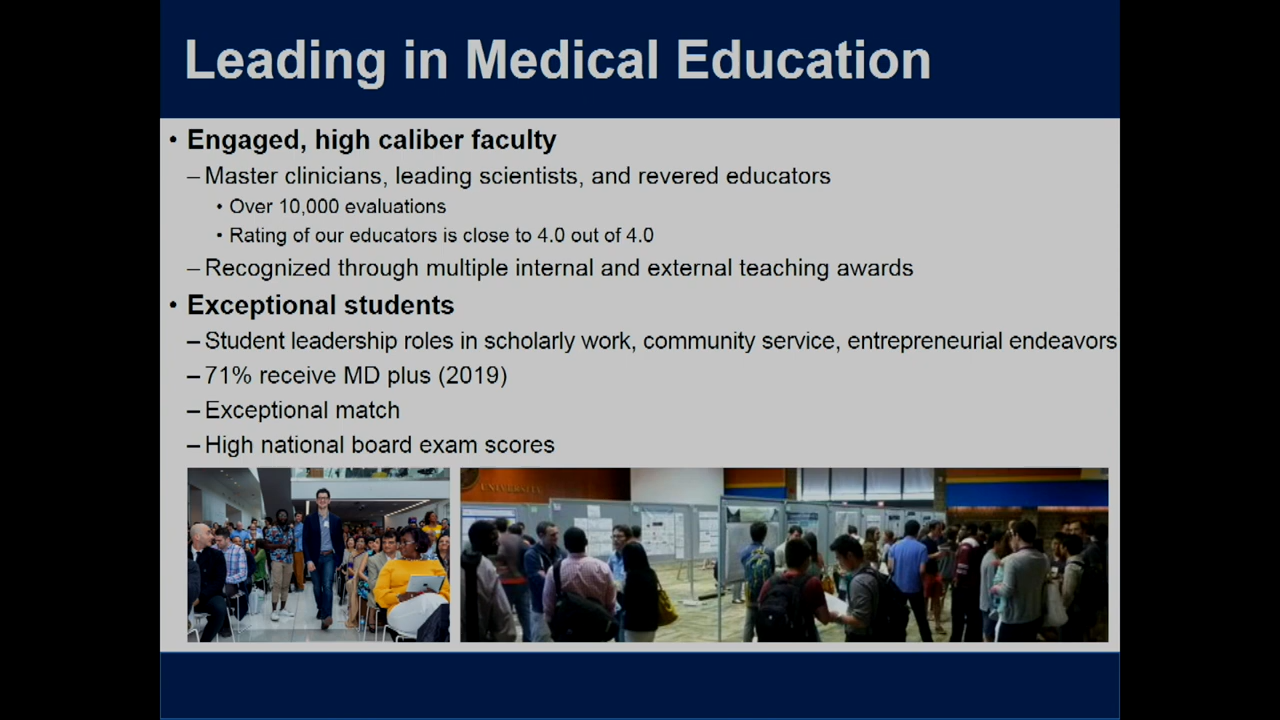 Leading in Medical Education
• Engaged, high caliber faculty
– Master clinicians, leading scientists, and revered educators
• Over 10,000 evaluations
• Rating of our educators is close to 4.0 out of 4.0
– Recognized through multiple internal and external teaching awards
• Exceptional students
– Student leadership roles in scholarly work, community service, entrepreneurial endeavors
– 71% receive MD plus (2019)
– Exceptional match
– High national board exam scores
UNIVERSITY